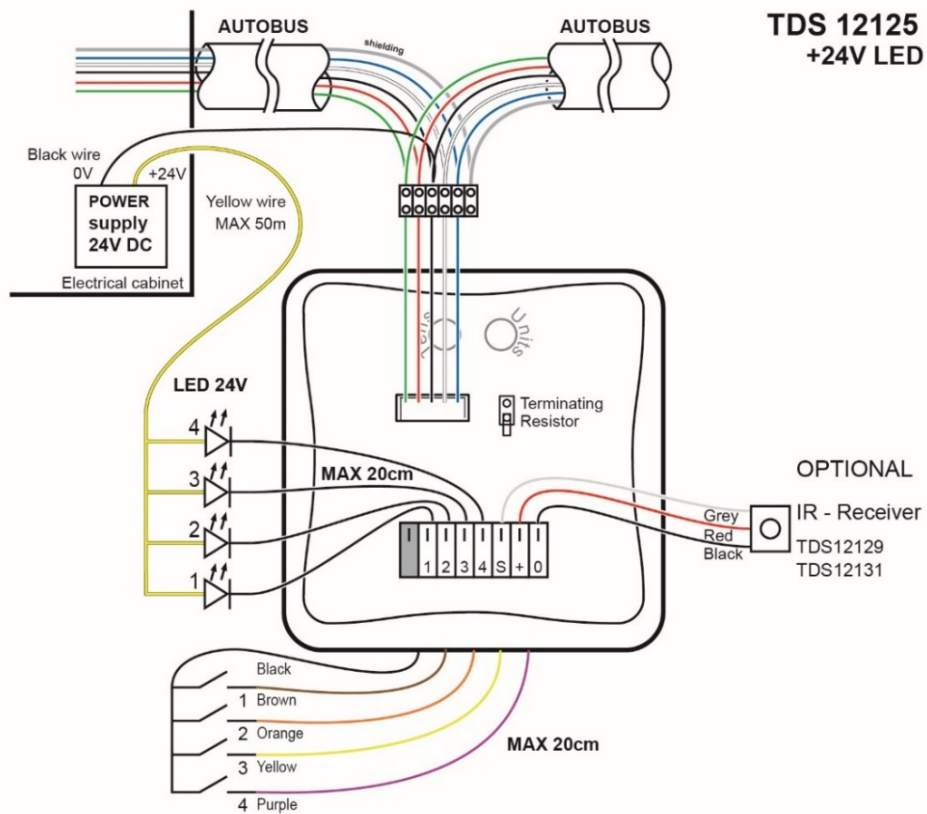 TDS 12125
+24V LED
AUTOBUS
shielding
AUTOBUS
Black wire
0V
+24V
POWER
supply
24V DC
Yellow wire
MAX 50m
Electrical cabinet
Units
LED 24V
4
3
2
1
Terminating
Resistor
MAX 20cm
I I I I I I I I
1 2 3 4 S + 0
OPTIONAL
IR - Receiver
TDS12129
TDS12131
Grey
Red
Black
Black
1 Brown
2 Orange
3 Yellow
4 Purple
MAX 20cm